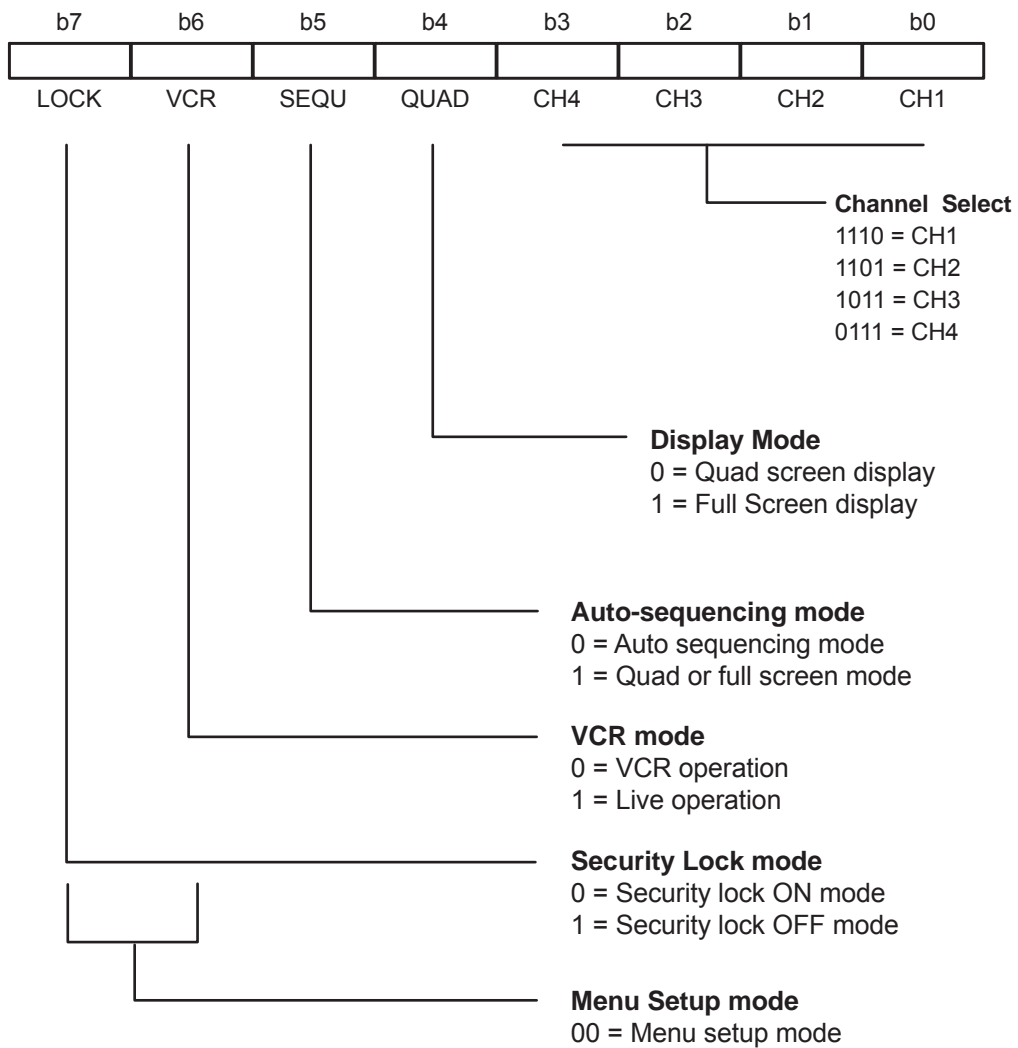 b7 b6 b5 b4 b3 b2 b1 b0
LOCK VCR SEQU QUAD CH4 CH3 CH2 CH1
Channel Select
1110 = CH1
1101 = CH2
1011 = CH3
0111 = CH4
Display Mode
0 = Quad screen display
1 = Full Screen display
Auto-sequencing mode
0 = Auto sequencing mode
1 = Quad or full screen mode
VCR mode
0 = VCR operation
1 = Live operation
Security Lock mode
0 = Security lock ON mode
1 = Security lock OFF mode
Menu Setup mode
00 = Menu setup mode